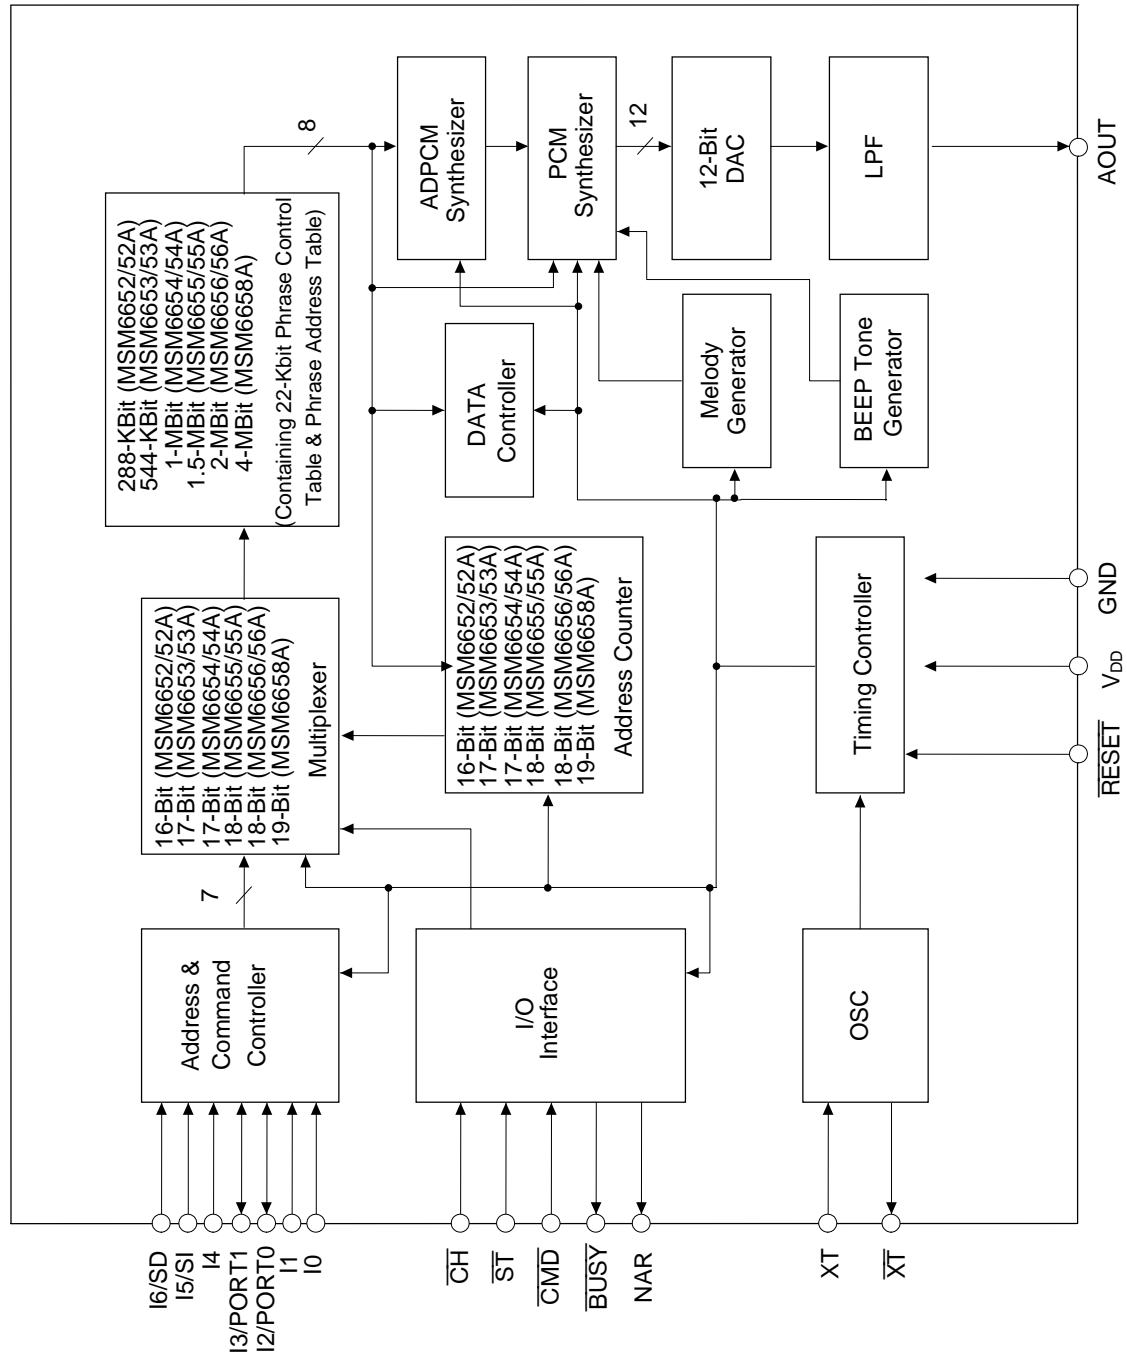 I6/SD
I5/SI
I4
I3/PORT1
I2/PORT0
I1
I0
Address &
Command
Controller
7
16-Bit (MSM6652/52A)
17-Bit (MSM6653/53A)
17-Bit (MSM6654/54A)
18-Bit (MSM6655/55A)
18-Bit (MSM6656/56A)
19-Bit (MSM6658A)
Multiplexer
288-KBit (MSM6652/52A)
544-KBit (MSM6653/53A)
1-MBit (MSM6654/54A)
1.5-MBit (MSM6655/55A)
2-MBit (MSM6656/56A)
4-MBit (MSM6658A)
(Containing 22-Kbit Phrase Control
Table & Phrase Address Table)
8
C̅H̅
S̅T̅
C̅M̅D̅
B̅U̅S̅Y̅
NAR
I/O
Interface
16-Bit (MSM6652/52A)
17-Bit (MSM6653/53A)
17-Bit (MSM6654/54A)
18-Bit (MSM6655/55A)
18-Bit (MSM6656/56A)
19-Bit (MSM6658A)
Address Counter
DATA
Controller
ADPCM
Synthesizer
PCM
Synthesizer
12
12-Bit
DAC
LPF
AOUT
Melody
Generator
BEEP Tone
Generator
XT
X̅T̅
OSC
Timing Controller
R̅E̅S̅E̅T̅
VDD
GND